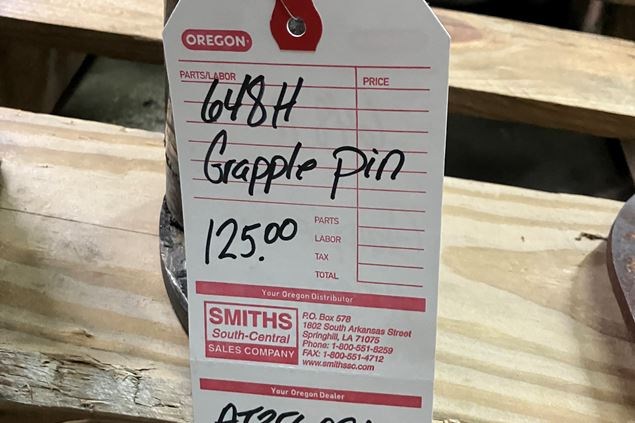 OREGON
PARTS/LABOR PRICE
648H
Grapple pin
125.00
PARTS
LABOR
TAX
TOTAL
Your Oregon Distributor
SMITHS
South-Central
SALES COMPANY
P.O. Box 578
1802 South Arkansas Street
Springhill, LA 71075
Phone: 1-800-551-8259
FAX: 1-800-551-4712
www.smithssc.com
Your Oregon Dealer